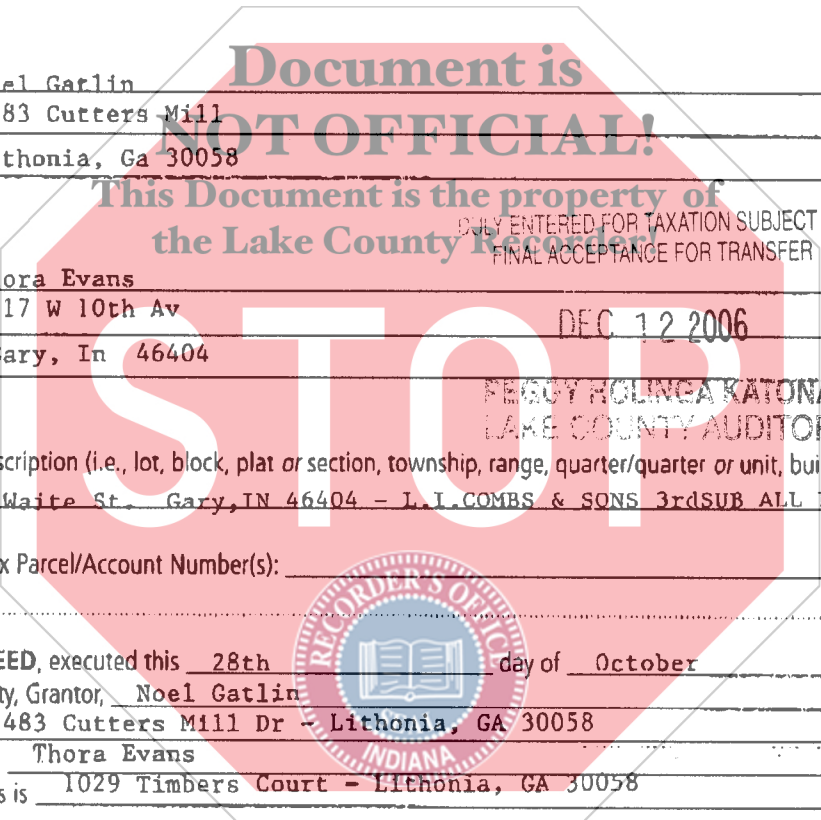 Document is
NOT OFFICIAL!
This Document is the property of
the Lake County Recorder!
el Gatlin
83 Cutters Mill
thonia, Ga 30058
DULY ENTERED FOR TAXATION SUBJECT
FINAL ACCEPTANCE FOR TRANSFER
ora Evans
17 W 10th Av
ary, In 46404
DEC 12 2006
PEGGY HOLINGA KATONA
LAKE COUNTY AUDITOR
STOP
scription (i.e., lot, block, plat or section, township, range, quarter/quarter or unit, bui
Waite St. Gary,IN 46404 - L.I.COMBS & SONS 3rdSUB ALL
x Parcel/Account Number(s):
RECORDER'S OFFIC
EED, executed this 28th day of October
ty, Grantor, Noel Gatlin
483 Cutters Mill Dr - Lithonia, GA 30058
INDIANA
Thora Evans
s is 1029 Timbers Court - Lithonia, GA 30058